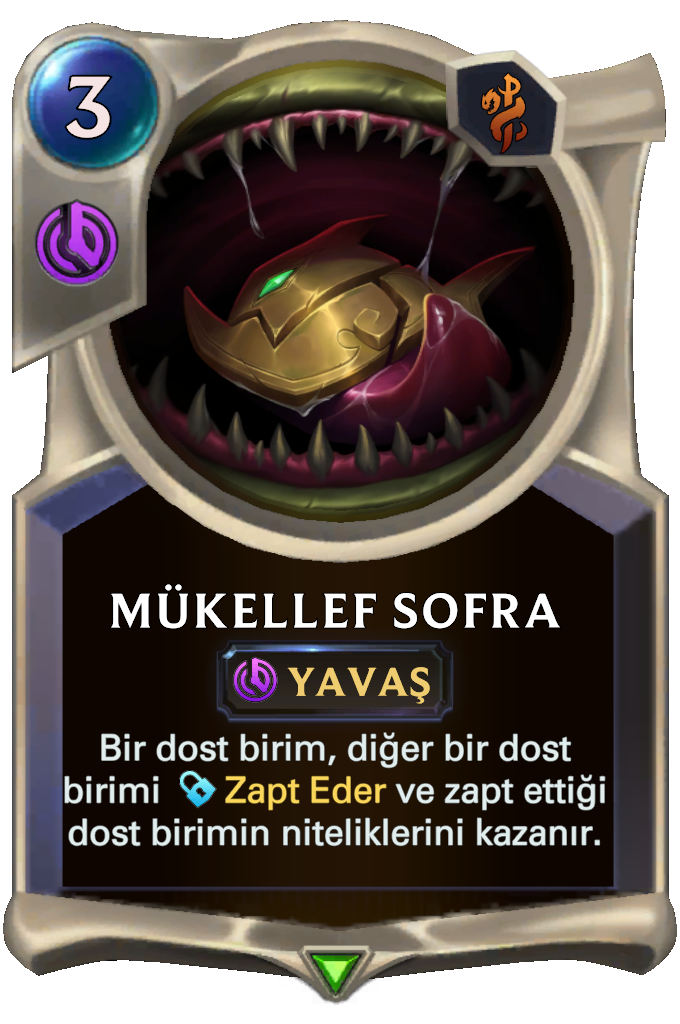 3
MÜKELLEF SOFRA
YAVAŞ
Bir dost birim, diğer bir dost
birimi Zapt Eder ve zapt ettiği
dost birimin niteliklerini kazanır.